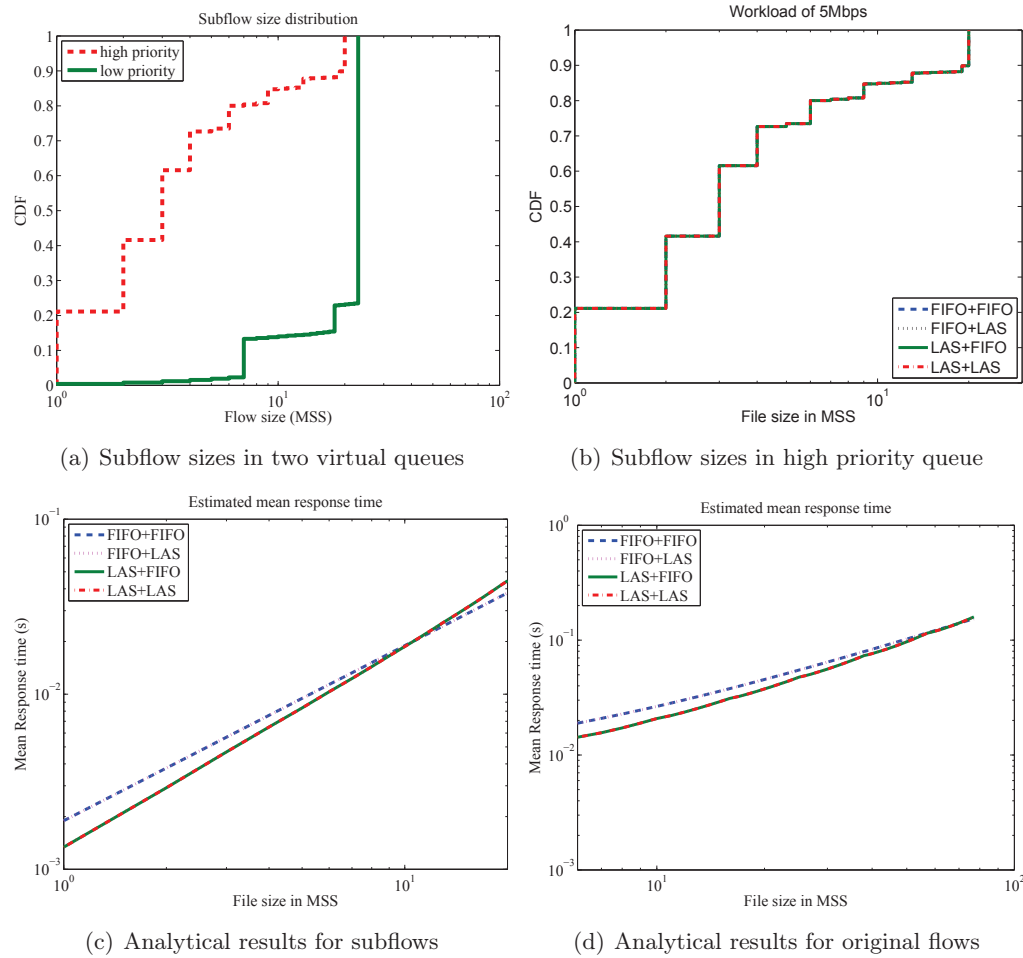 Subflow size distribution
1
0.9
0.8
0.7
0.6
0.5
0.4
0.3
0.2
0.1
0
CDF
high priority
low priority
10^0
10^1
10^2
Flow size (MSS)
(a) Subflow sizes in two virtual queues
Workload of 5Mbps
1
0.9
0.8
0.7
0.6
0.5
0.4
0.3
0.2
0.1
0
CDF
FIFO+FIFO
FIFO+LAS
LAS+FIFO
LAS+LAS
10^0
10^1
File size in MSS
(b) Subflow sizes in high priority queue
Estimated mean response time
10^-1
10^-2
10^-3
Mean Response time (s)
FIFO+FIFO
FIFO+LAS
LAS+FIFO
LAS+LAS
10^0
10^1
File size in MSS
(c) Analytical results for subflows
Estimated mean response time
10^0
10^-1
10^-2
10^-3
Mean Response time (s)
FIFO+FIFO
FIFO+LAS
LAS+FIFO
LAS+LAS
10^1
10^2
File size in MSS
(d) Analytical results for original flows